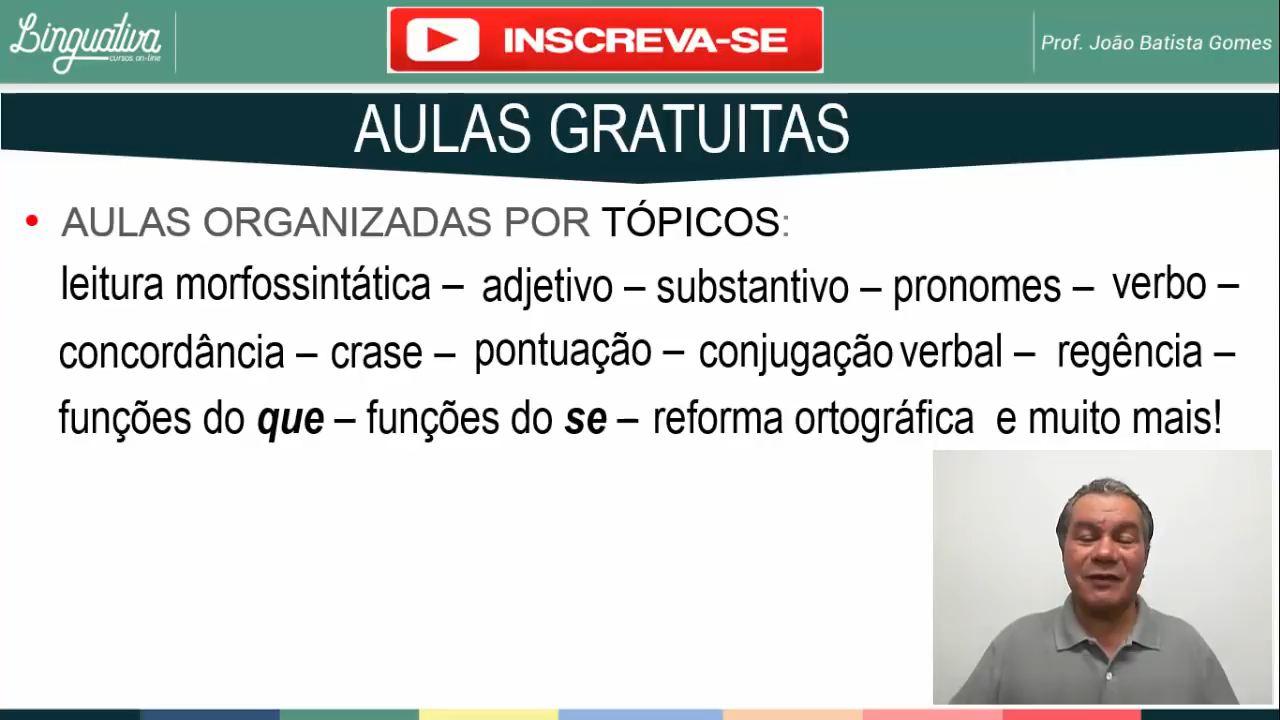 Linguativa
cursos on-line
INSCREVA-SE
Prof. João Batista Gomes
AULAS GRATUITAS
• AULAS ORGANIZADAS POR TÓPICOS:
leitura morfossintática – adjetivo – substantivo – pronomes – verbo –
concordância – crase – pontuação – conjugação verbal – regência –
funções do que – funções do se – reforma ortográfica e muito mais!